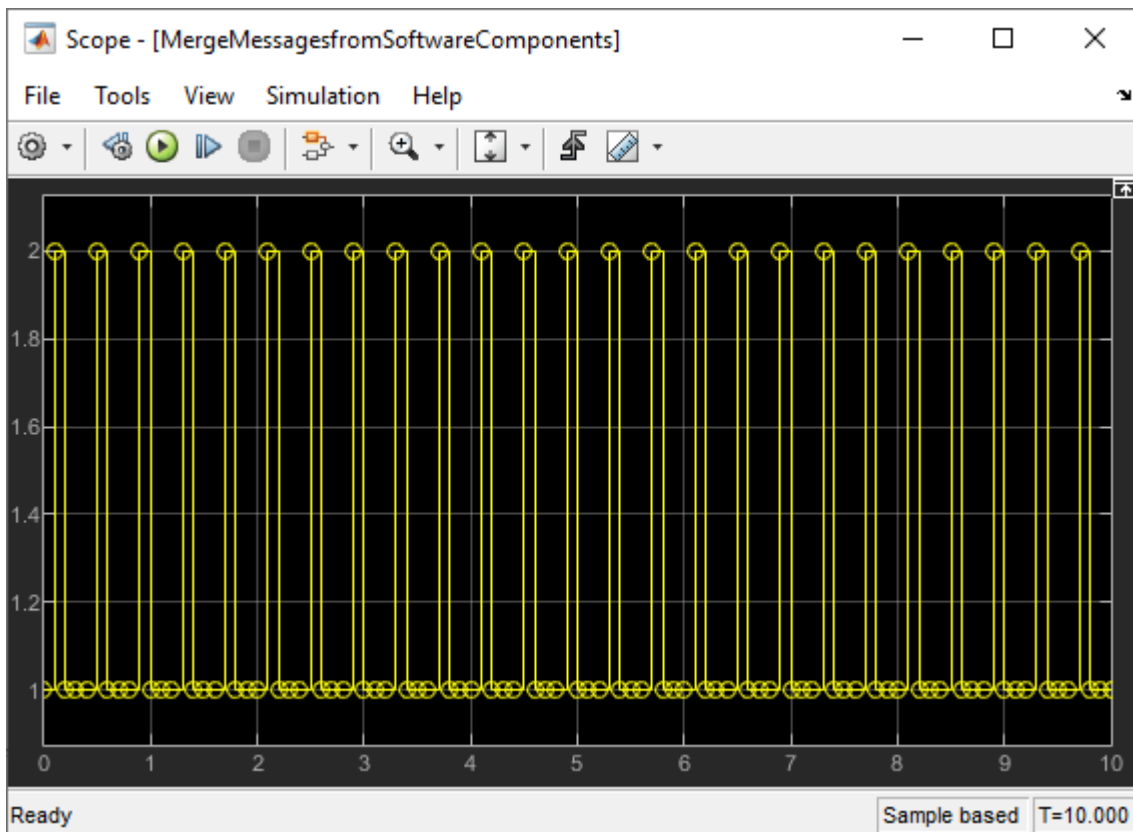 Scope - [MergeMessagesfromSoftwareComponents]
File Tools View Simulation Help
2
1.8
1.6
1.4
1.2
1
0 1 2 3 4 5 6 7 8 9 10
Ready Sample based T=10.000